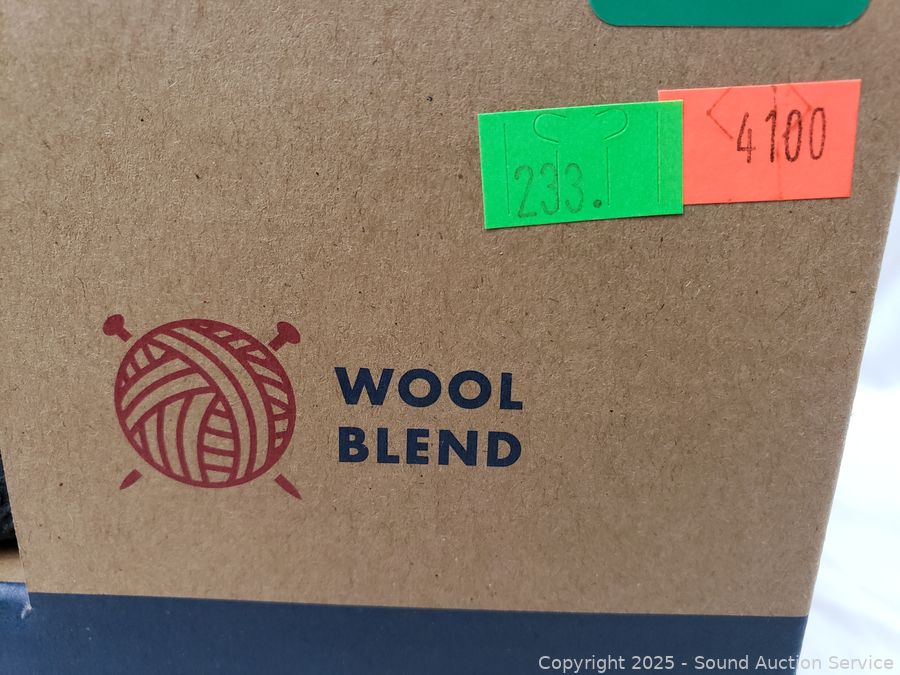 4100
233.
WOOL
BLEND
Copyright 2025 - Sound Auction Service